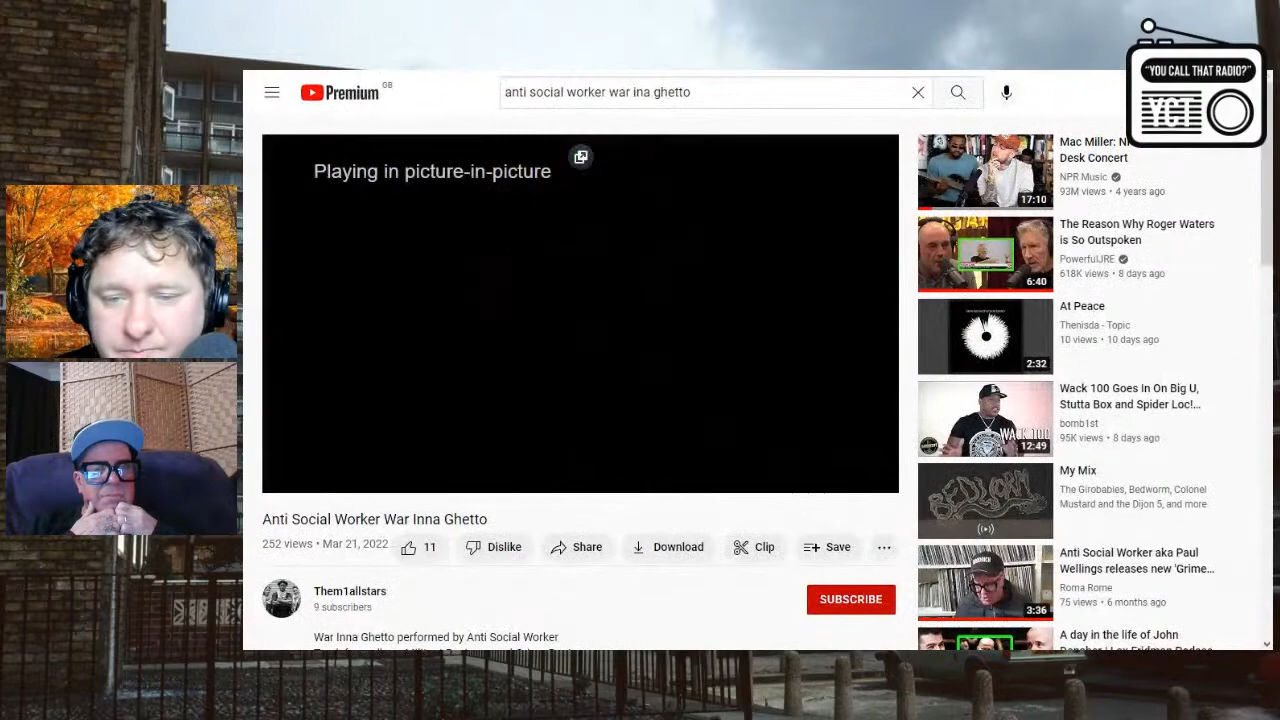 Premium GB
anti social worker war ina ghetto
"YOU CALL THAT RADIO?"
YCT
Playing in picture-in-picture
Anti Social Worker War Inna Ghetto
252 views • Mar 21, 2022
11
Dislike
Share
Download
Clip
Save
Them1allstars
9 subscribers
SUBSCRIBE
War Inna Ghetto performed by Anti Social Worker
Mac Miller:
Desk Concert
NPR Music
93M views • 4 years ago
17:10
The Reason Why Roger Waters
is So Outspoken
PowerfulJRE
618K views • 8 days ago
6:40
At Peace
Thenisda - Topic
10 views • 10 days ago
2:32
Wack 100 Goes In On Big U,
Stutta Box and Spider Loc!...
bomb1st
95K views • 8 days ago
WACK 100
12:49
My Mix
The Girobabies, Bedworm, Colonel
Mustard and the Dijon 5, and more
BEDWORM
Anti Social Worker aka Paul
Wellings releases new 'Grime...
Roma Rome
75 views • 6 months ago
3:36
A day in the life of John